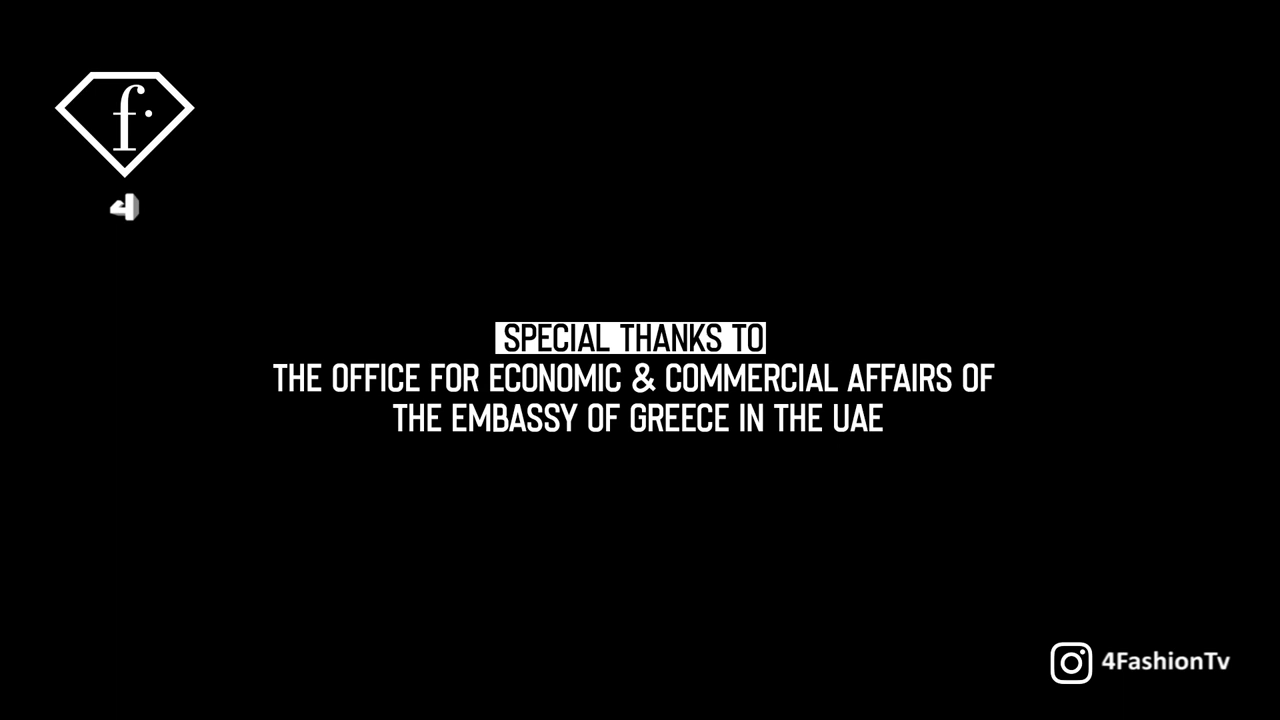 f.
4
SPECIAL THANKS TO
THE OFFICE FOR ECONOMIC & COMMERCIAL AFFAIRS OF
THE EMBASSY OF GREECE IN THE UAE
4FashionTv